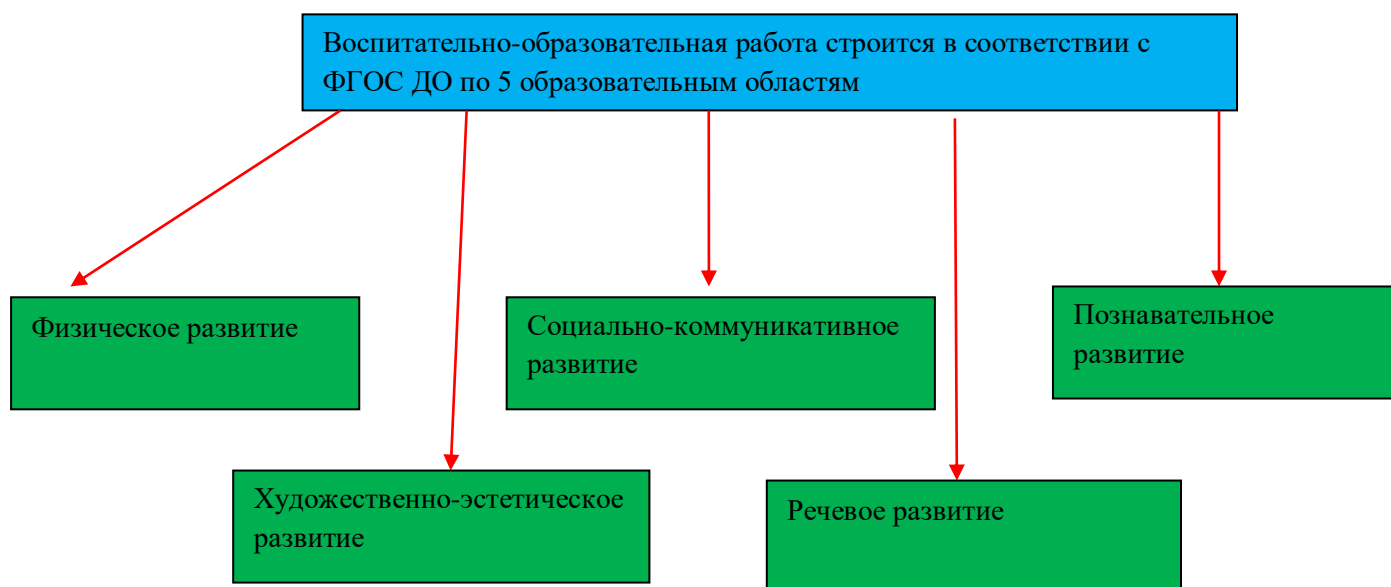 Воспитательно-образовательная работа строится в соответствии с
ФГОС ДО по 5 образовательным областям
Физическое развитие
Социально-коммуникативное
развитие
Познавательное
развитие
Художественно-эстетическое
развитие
Речевое развитие